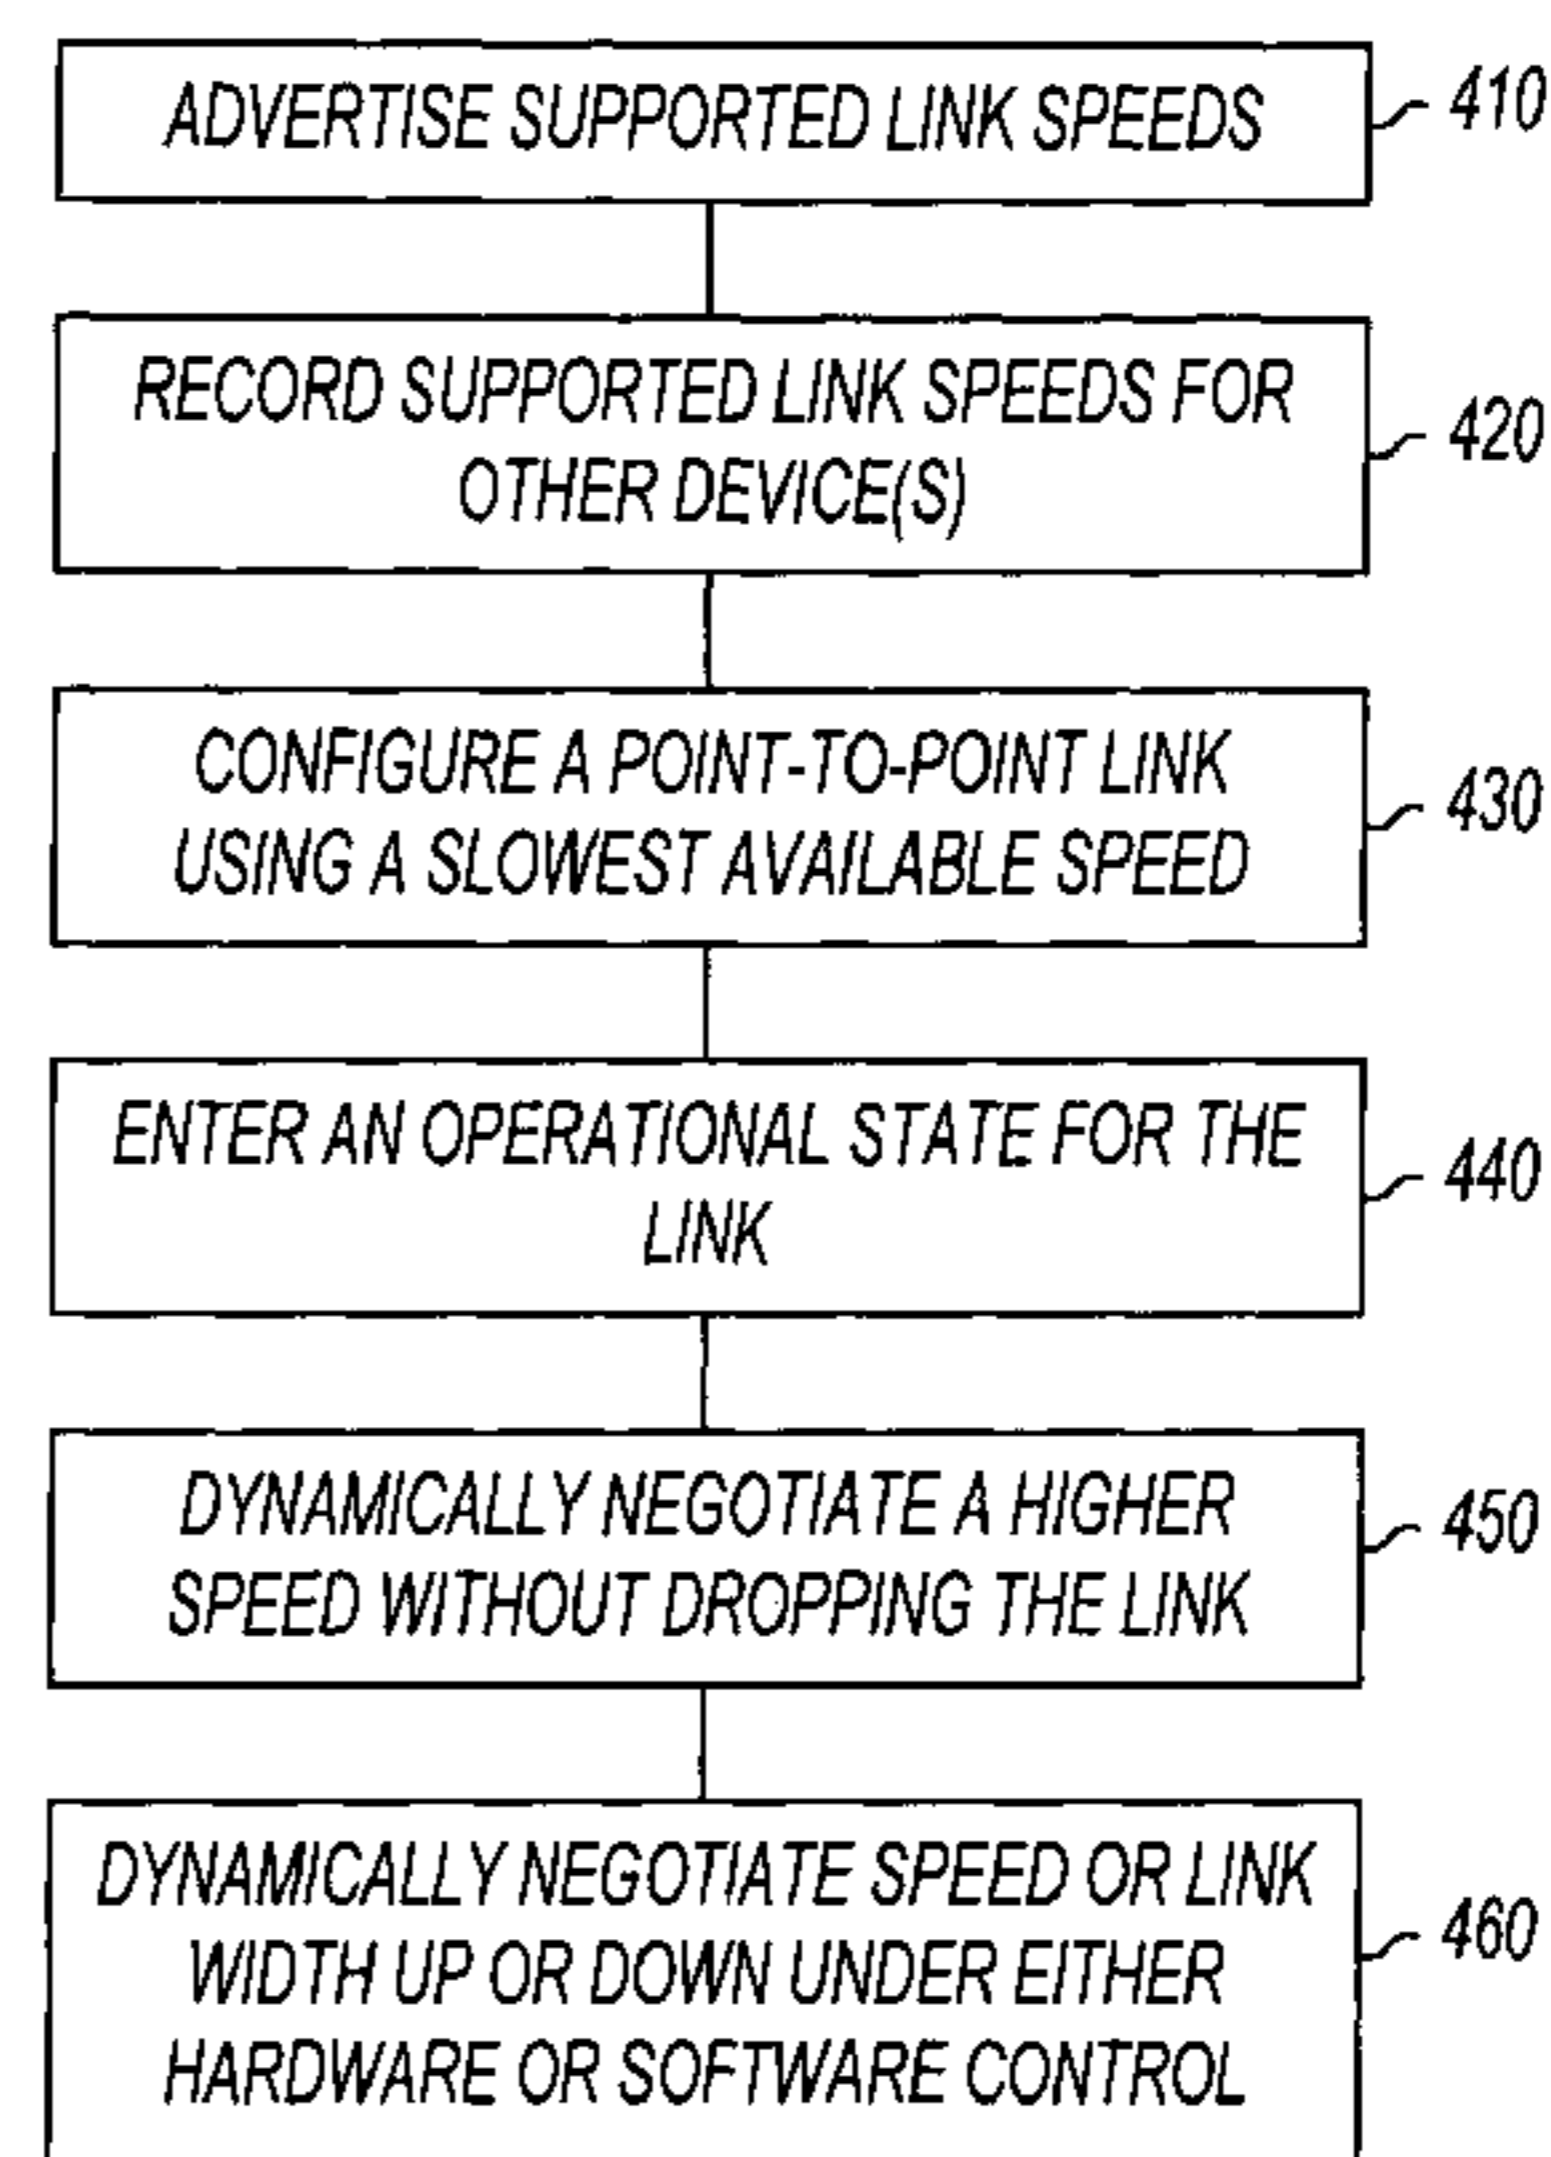 ADVERTISE SUPPORTED LINK SPEEDS
410
RECORD SUPPORTED LINK SPEEDS FOR
OTHER DEVICE(S)
420
CONFIGURE A POINT-TO-POINT LINK
USING A SLOWEST AVAILABLE SPEED
430
ENTER AN OPERATIONAL STATE FOR THE
LINK
440
DYNAMICALLY NEGOTIATE A HIGHER
SPEED WITHOUT DROPPING THE LINK
450
DYNAMICALLY NEGOTIATE SPEED OR LINK
WIDTH UP OR DOWN UNDER EITHER
HARDWARE OR SOFTWARE CONTROL
460